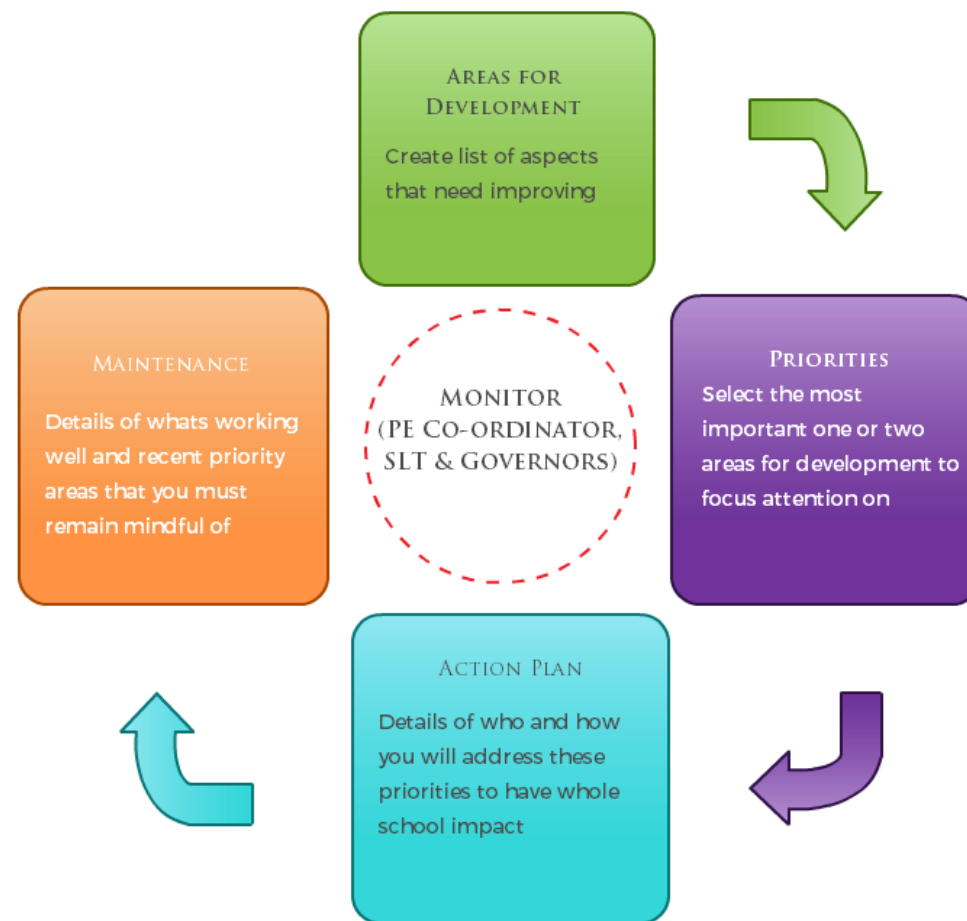 Areas for
Development
Create list of aspects
that need improving
Maintenance
Details of whats working
well and recent priority
areas that you must
remain mindful of
Monitor
(PE Co-ordinator,
SLT & Governors)
Priorities
Select the most
important one or two
areas for development to
focus attention on
Action Plan
Details of who and how
you will address these
priorities to have whole
school impact